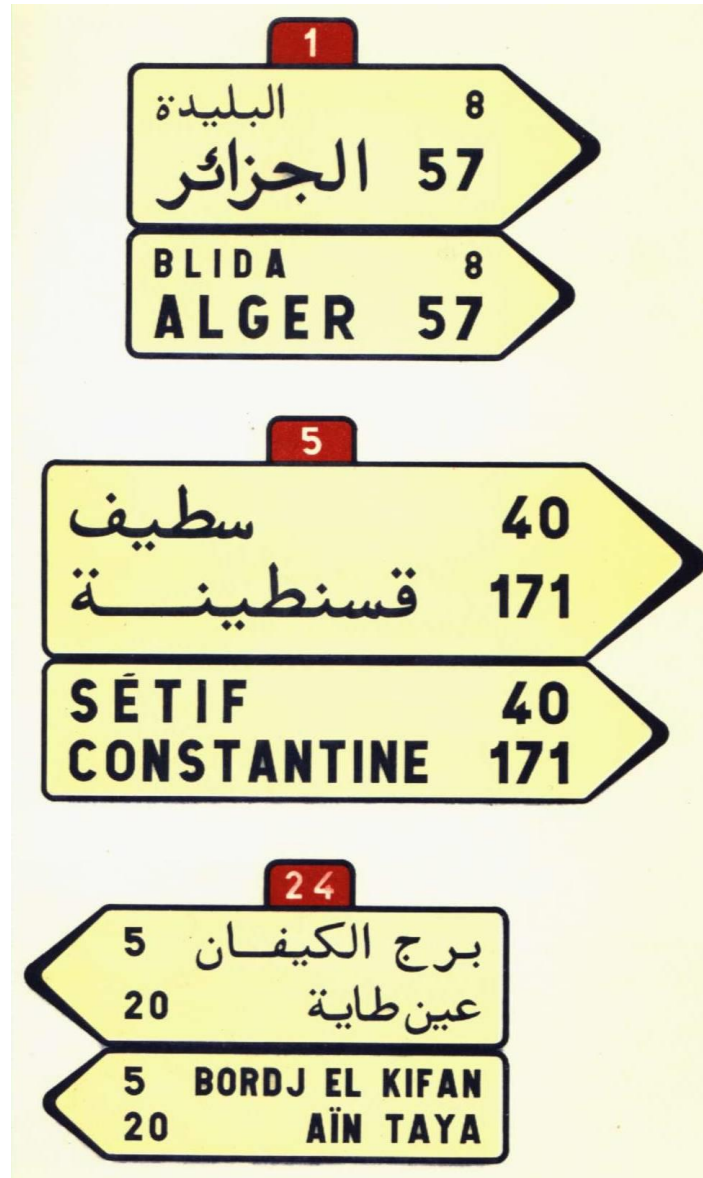 1
البليدة 8
الجزائر 57
BLIDA 8
ALGER 57
5
سطيف 40
قسنطينة 171
SÉTIF 40
CONSTANTINE 171
24
5 برج الكيفان
20 عين طاية
5 BORDJ EL KIFAN
20 AÏN TAYA